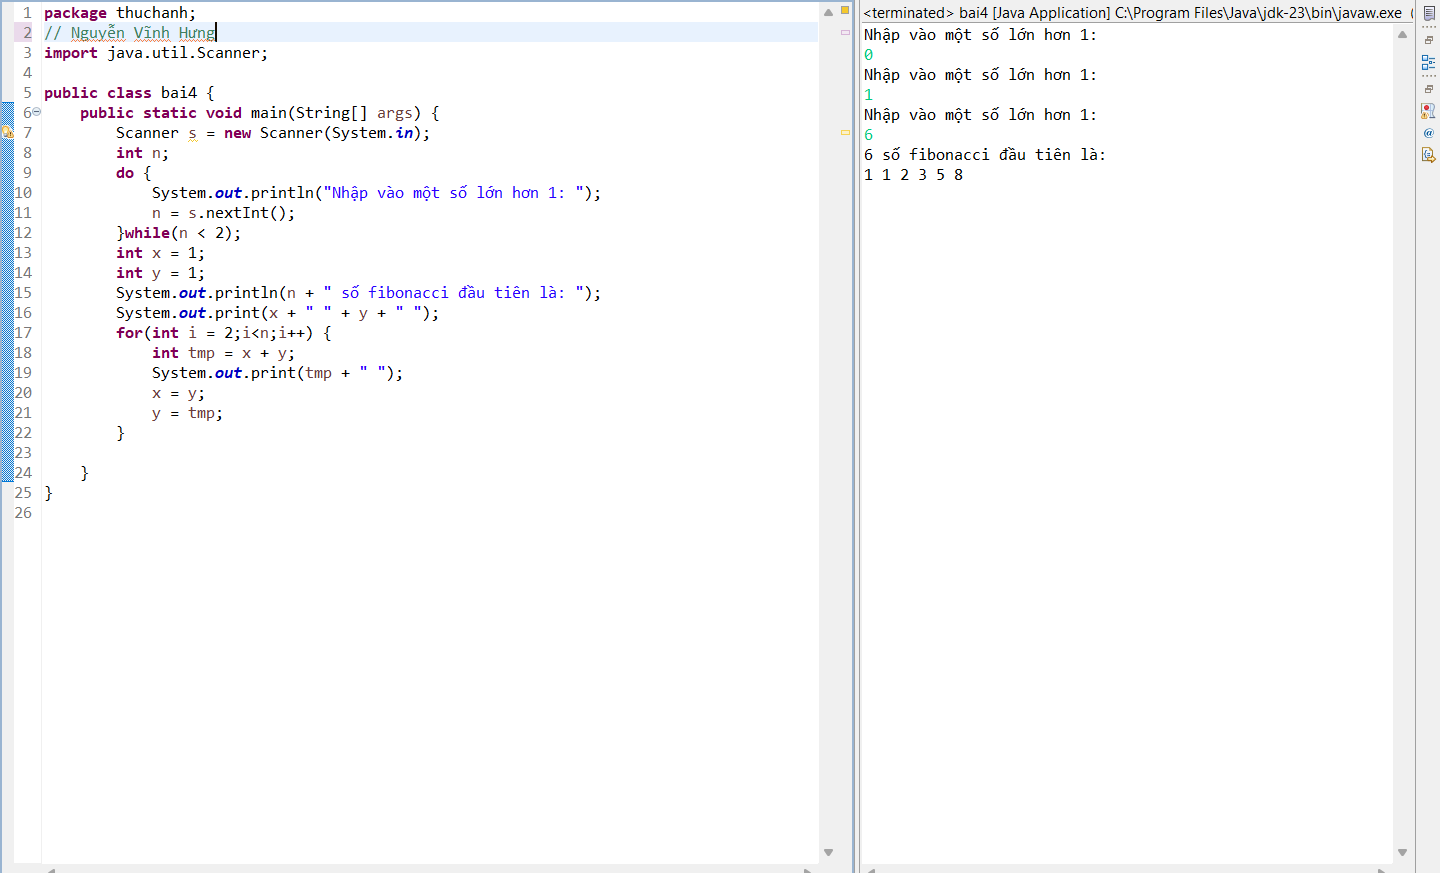 1 package thuchanh;
2 // Nguyễn Vĩnh Hưng
3 import java.util.Scanner;
4
5 public class bai4 {
6 public static void main(String[] args) {
7 Scanner s = new Scanner(System.in);
8 int n;
9 do {
10 System.out.println("Nhập vào một số lớn hơn 1: ");
11 n = s.nextInt();
12 }while(n < 2);
13 int x = 1;
14 int y = 1;
15 System.out.println(n + " số fibonacci đầu tiên là: ");
16 System.out.print(x + " " + y + " ");
17 for(int i = 2;i<n;i++) {
18 int tmp = x + y;
19 System.out.print(tmp + " ");
20 x = y;
21 y = tmp;
22 }
23
24 }
25 }
26
<terminated> bai4 [Java Application] C:\Program Files\Java\jdk-23\bin\javaw.exe (
Nhập vào một số lớn hơn 1:
0
Nhập vào một số lớn hơn 1:
1
Nhập vào một số lớn hơn 1:
6
6 số fibonacci đầu tiên là:
1 1 2 3 5 8